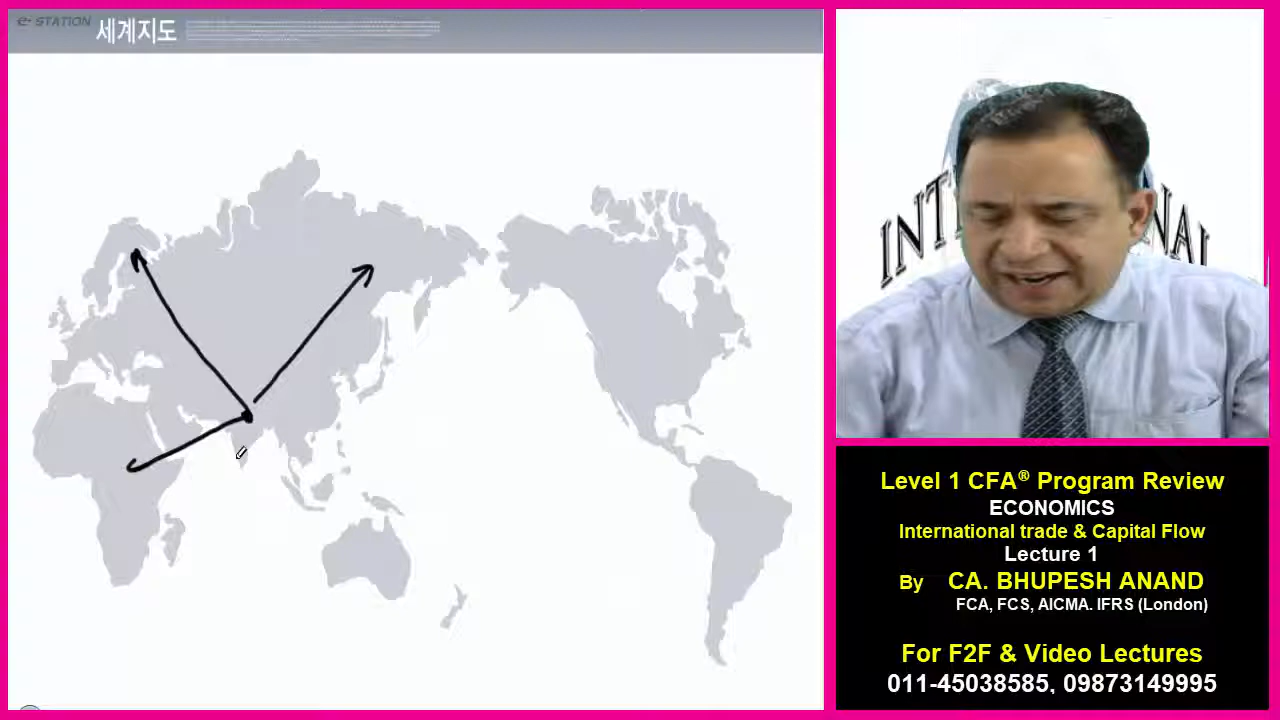 e-STATION
세계지도
INTERNATIONAL
Level 1 CFA® Program Review
ECONOMICS
International trade & Capital Flow
Lecture 1
By CA. BHUPESH ANAND
FCA, FCS, AICMA. IFRS (London)
For F2F & Video Lectures
011-45038585, 09873149995